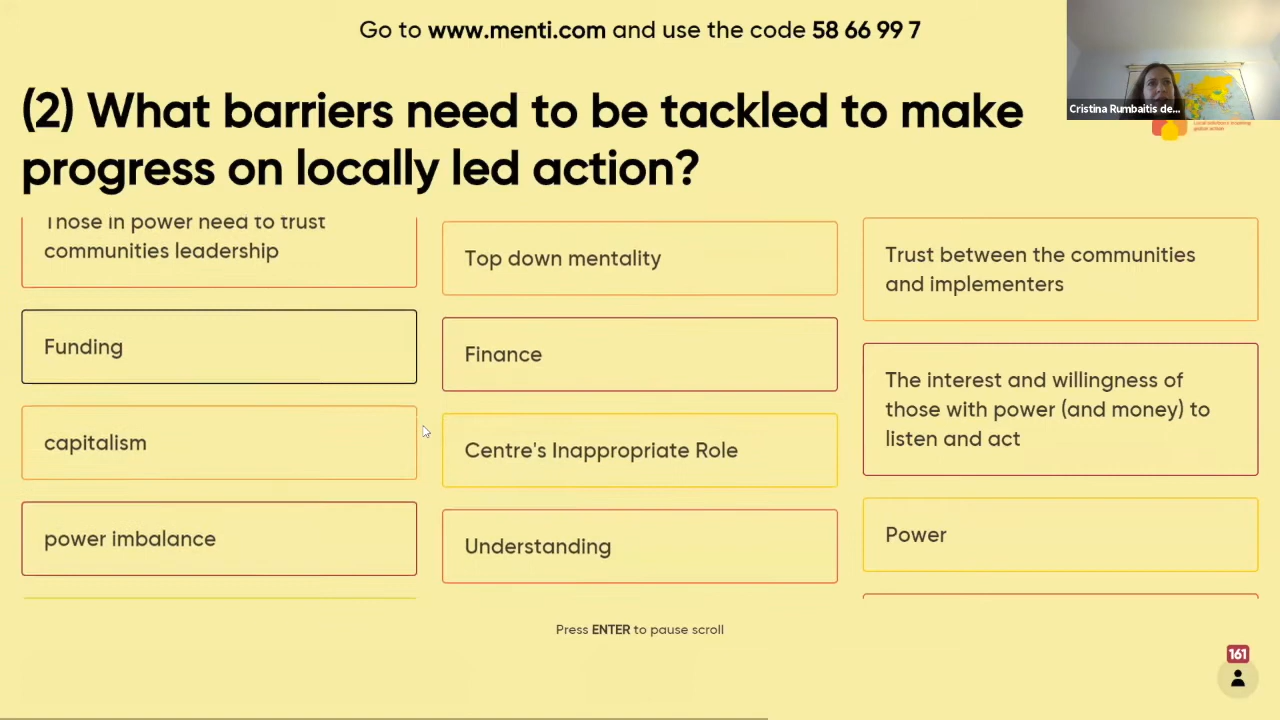 Go to www.menti.com and use the code 58 66 99 7
Cristina Rumbaitis de...
(2) What barriers need to be tackled to make
progress on locally led action?
Those in power need to trust
communities leadership
Funding
capitalism
power imbalance
Top down mentality
Finance
Centre's Inappropriate Role
Understanding
Trust between the communities
and implementers
The interest and willingness of
those with power (and money) to
listen and act
Power
Press ENTER to pause scroll
161